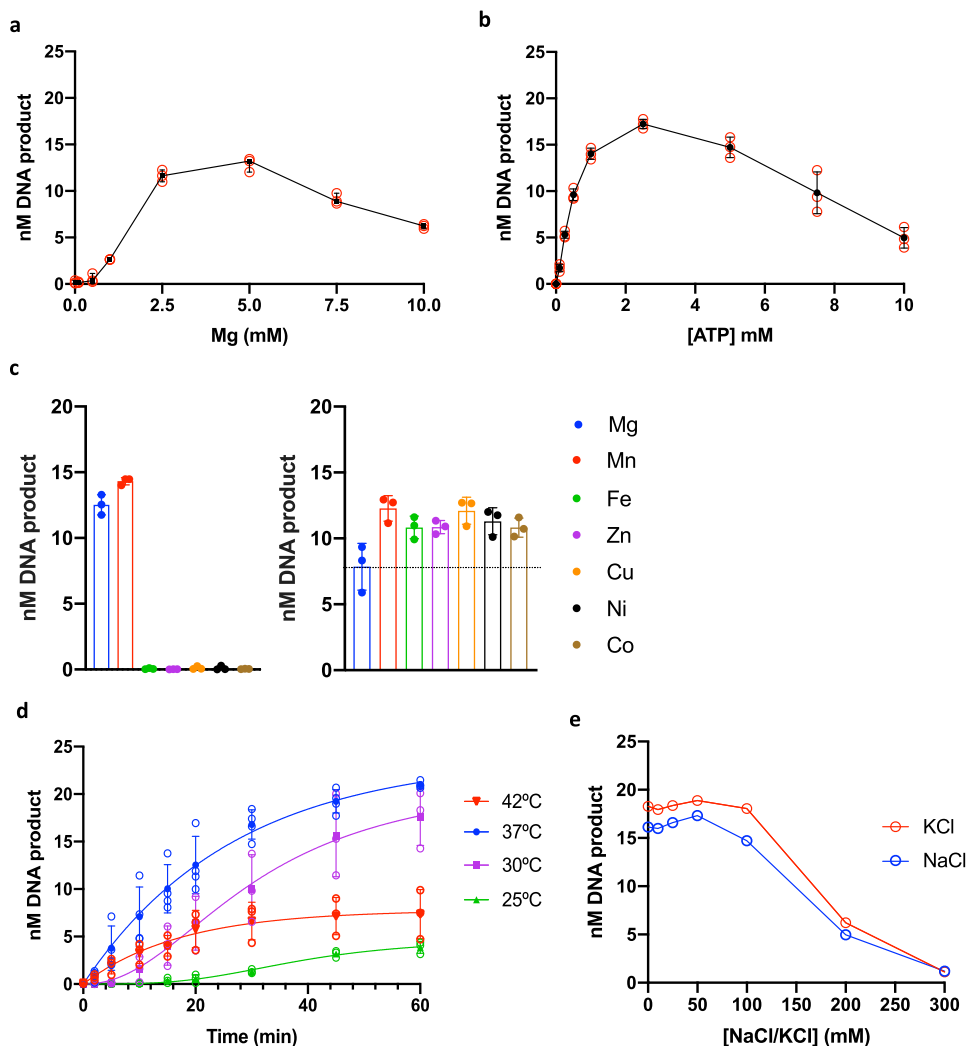 a
nM DNA product
25
20
15
10
5
0
0.0 2.5 5.0 7.5 10.0
Mg (mM)
b
nM DNA product
25
20
15
10
5
0
0 2 4 6 8 10
[ATP] mM
c
nM DNA product
20
15
10
5
0
nM DNA product
20
15
10
5
0
Mg
Mn
Fe
Zn
Cu
Ni
Co
d
nM DNA product
25
20
15
10
5
0
0 20 40 60
Time (min)
42ºC
37ºC
30ºC
25ºC
e
nM DNA product
25
20
15
10
5
0
0 50 100 150 200 250 300
[NaCl/KCl] (mM)
KCl
NaCl